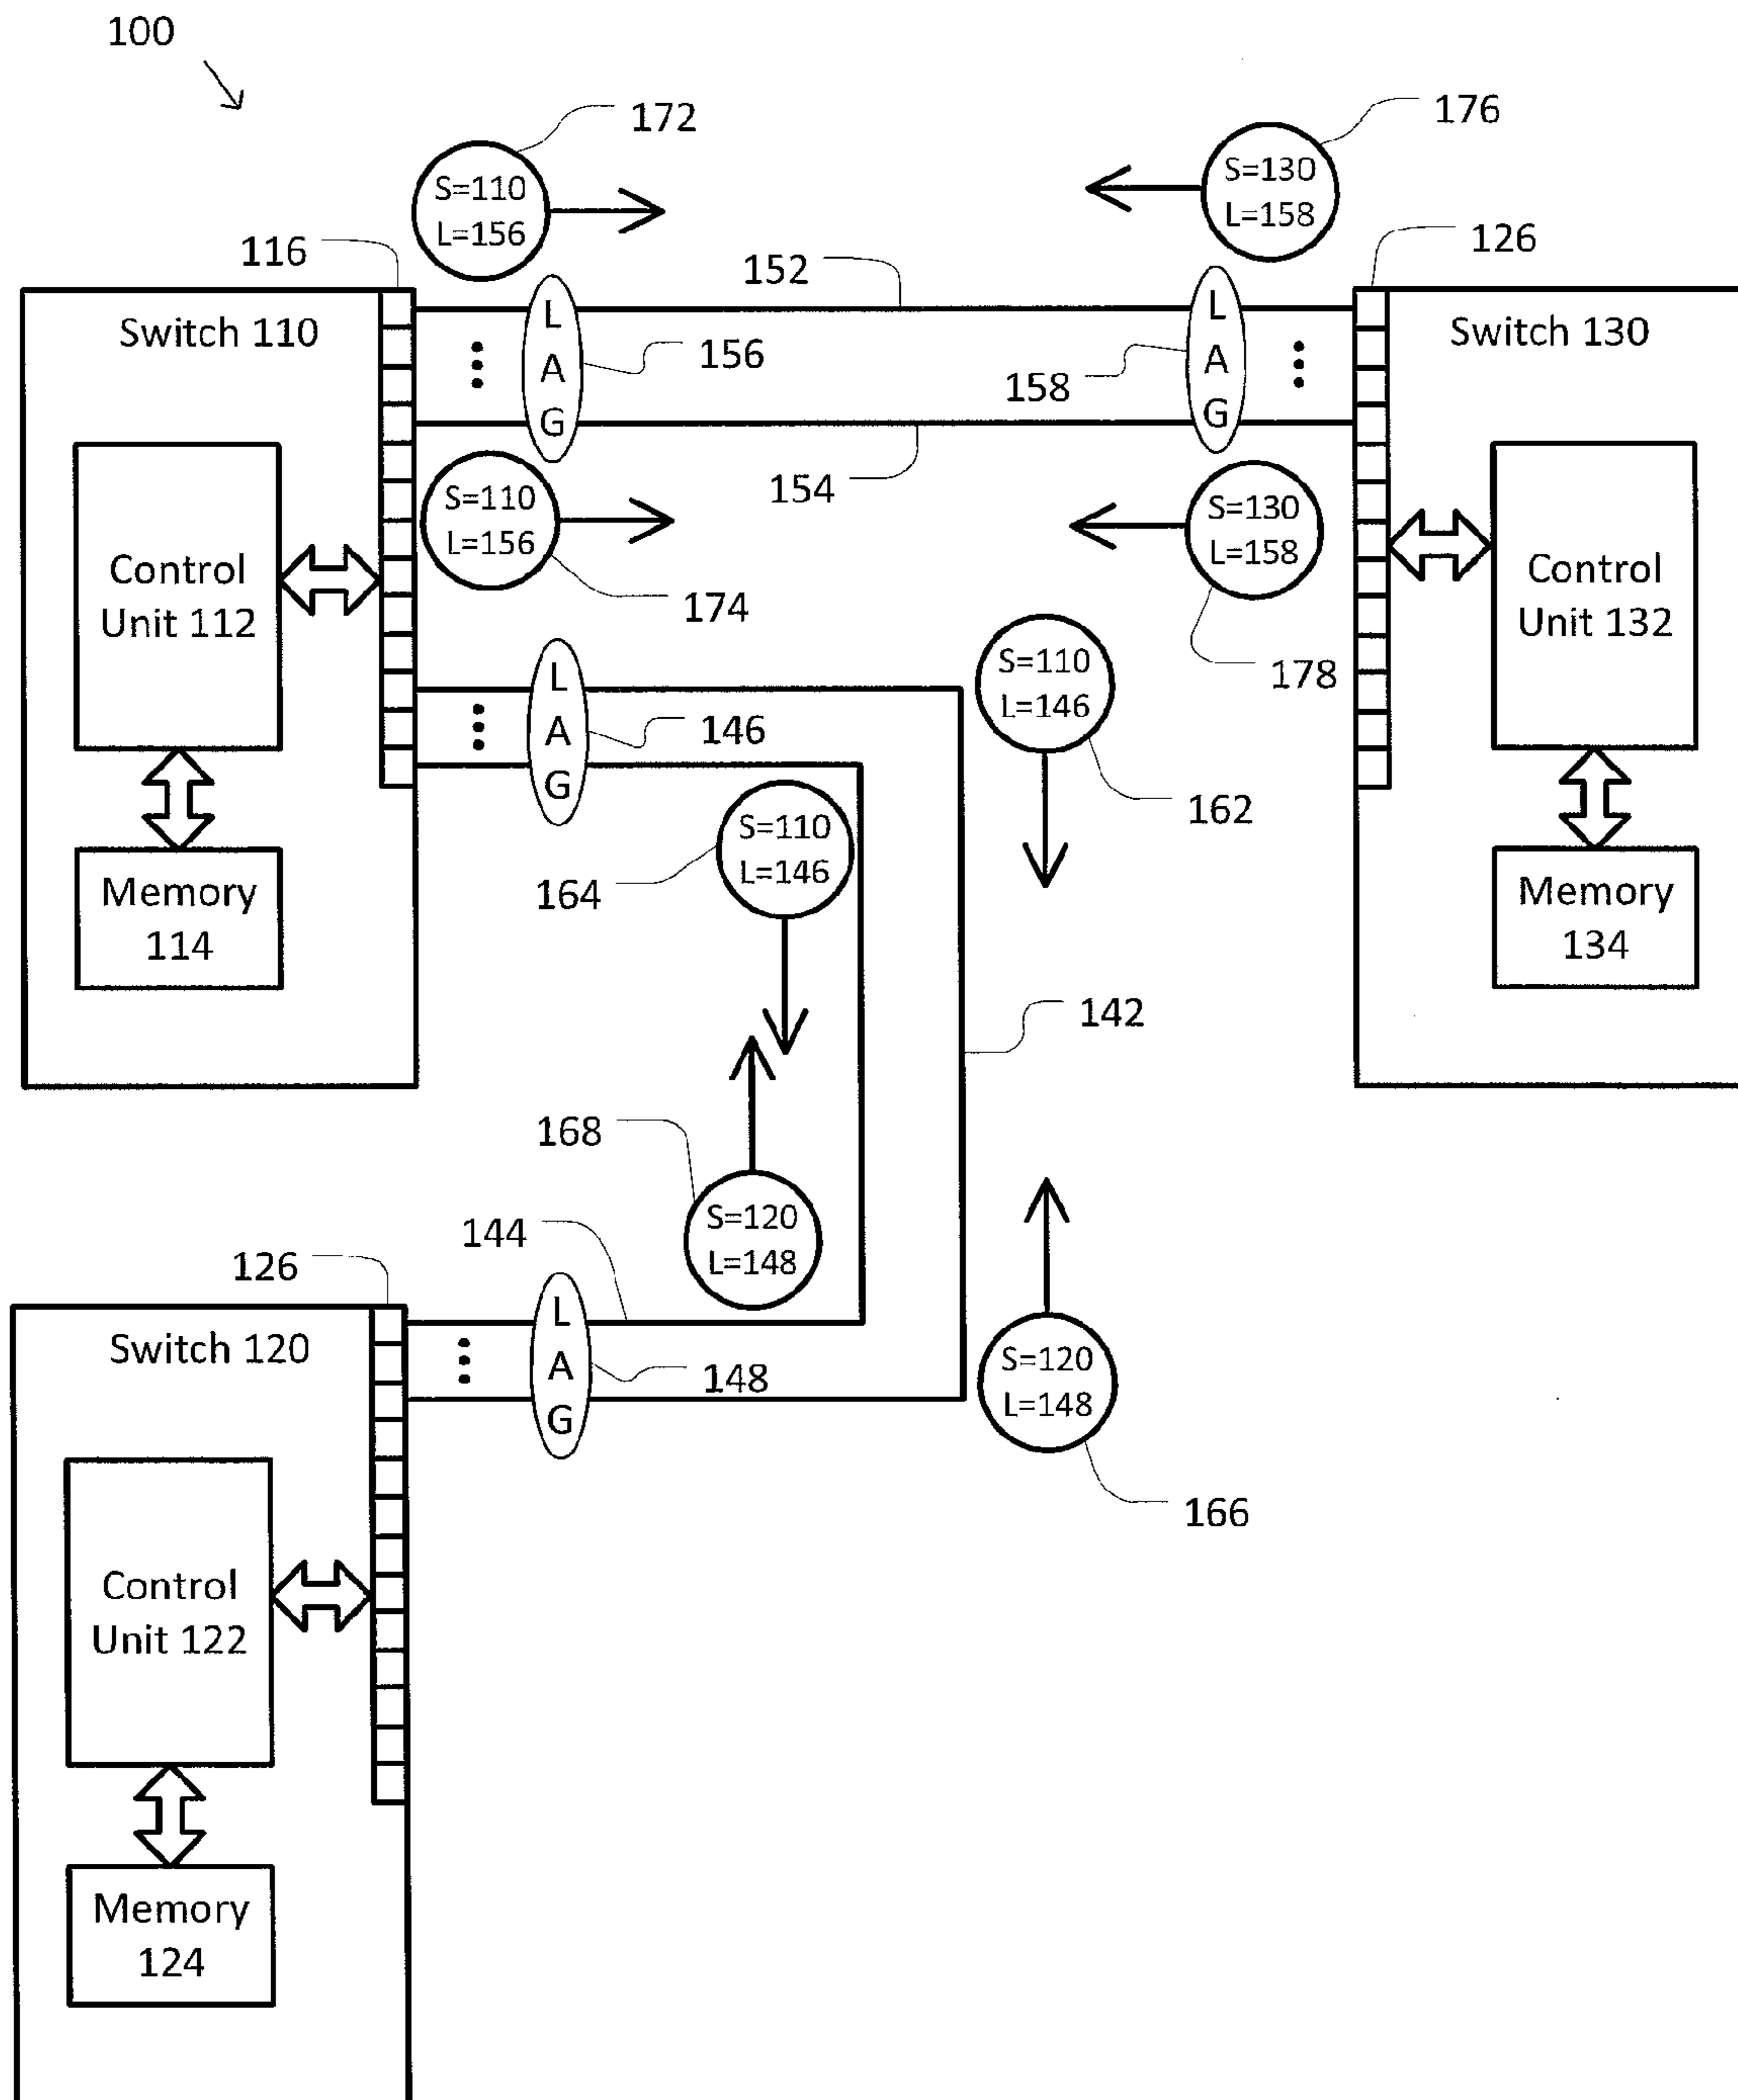 100
172
176
S=110
L=156
S=130
L=158
116
126
152
Switch 110
L
A
G
156
L
A
G
158
Switch 130
154
S=110
L=156
S=130
L=158
Control
Unit 112
174
178
Control
Unit 132
S=110
L=146
L
A
G
146
162
S=110
L=146
164
Memory
114
Memory
134
142
168
S=120
L=148
144
126
Switch 120
L
A
G
148
S=120
L=148
166
Control
Unit 122
Memory
124